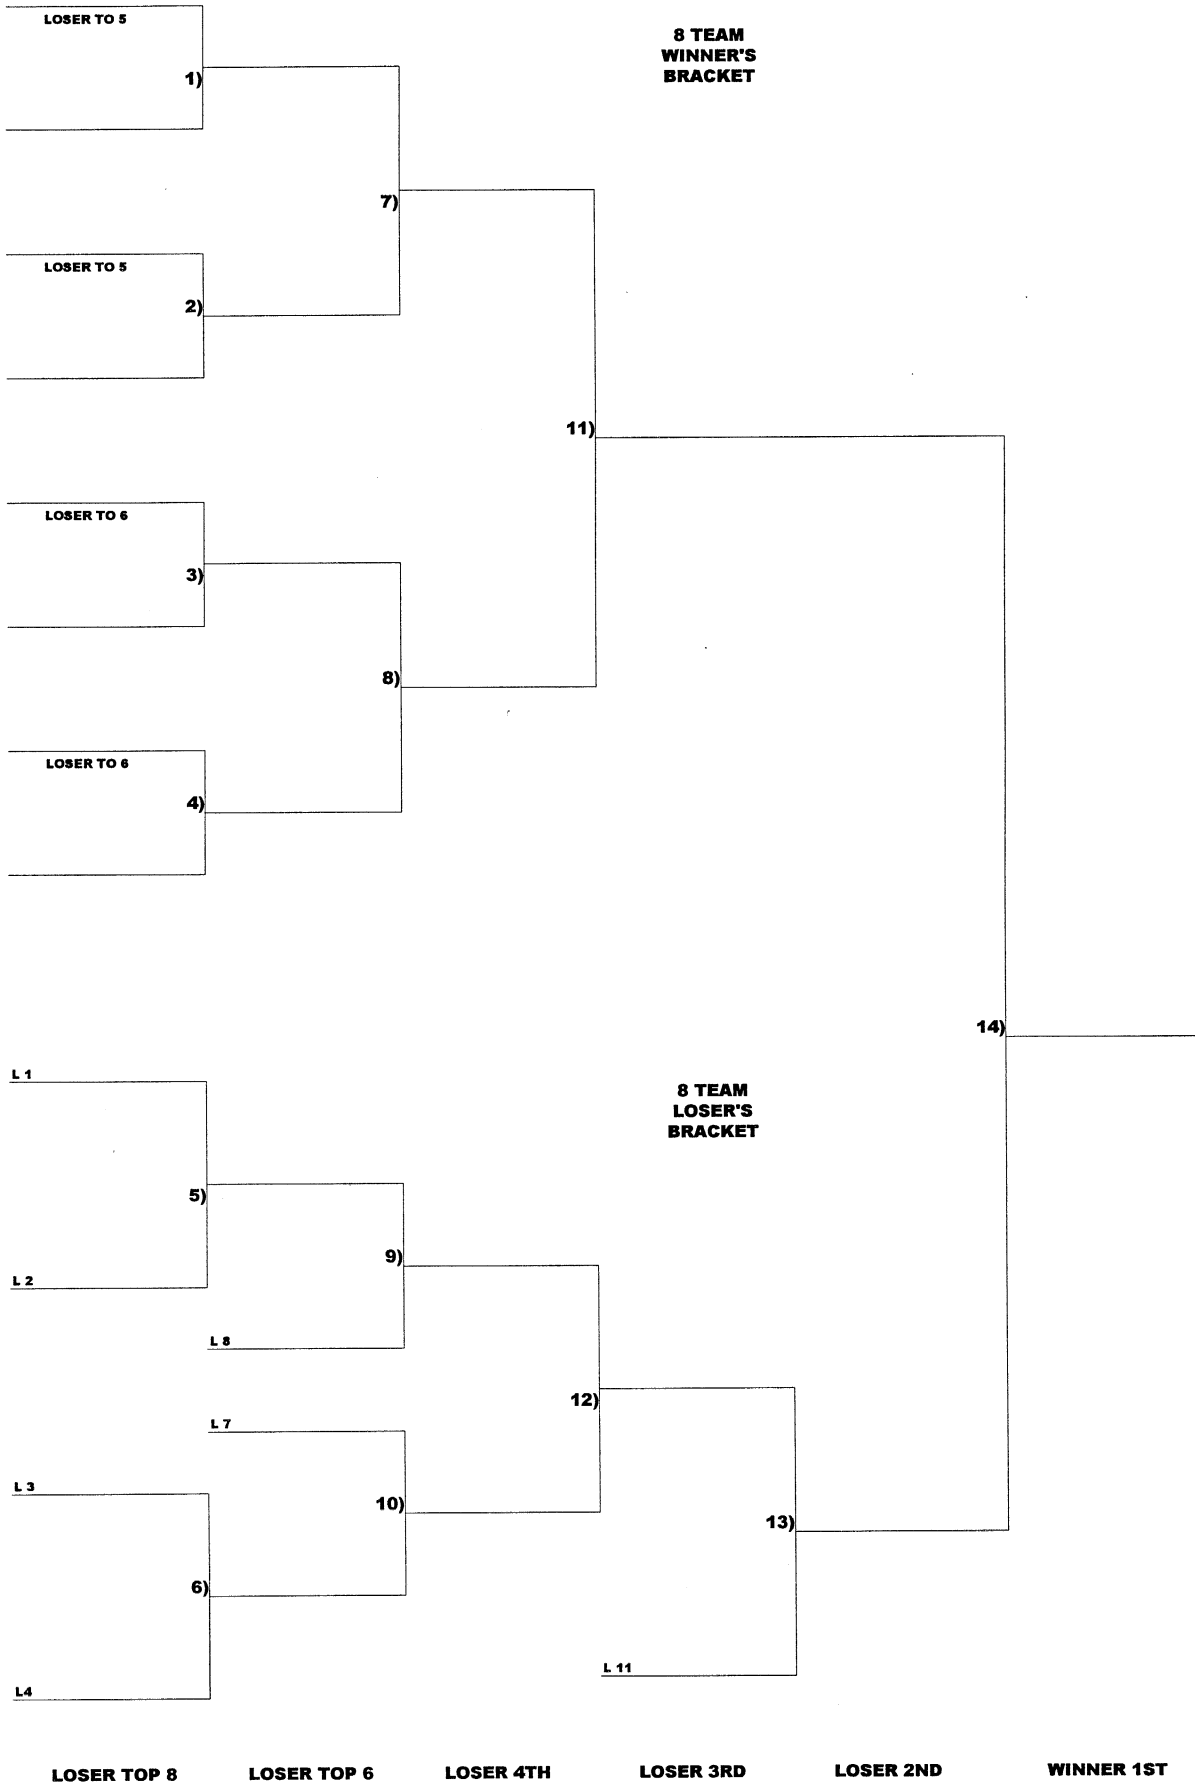 LOSER TO 5
8 TEAM
WINNER'S
BRACKET
1)
7)
LOSER TO 5
2)
11)
LOSER TO 6
3)
8)
LOSER TO 6
4)
14)
L 1
8 TEAM
LOSER'S
BRACKET
5)
9)
L 2
L 8
12)
L 7
L 3
10)
13)
6)
L 11
L4
LOSER TOP 8 LOSER TOP 6 LOSER 4TH LOSER 3RD LOSER 2ND WINNER 1ST